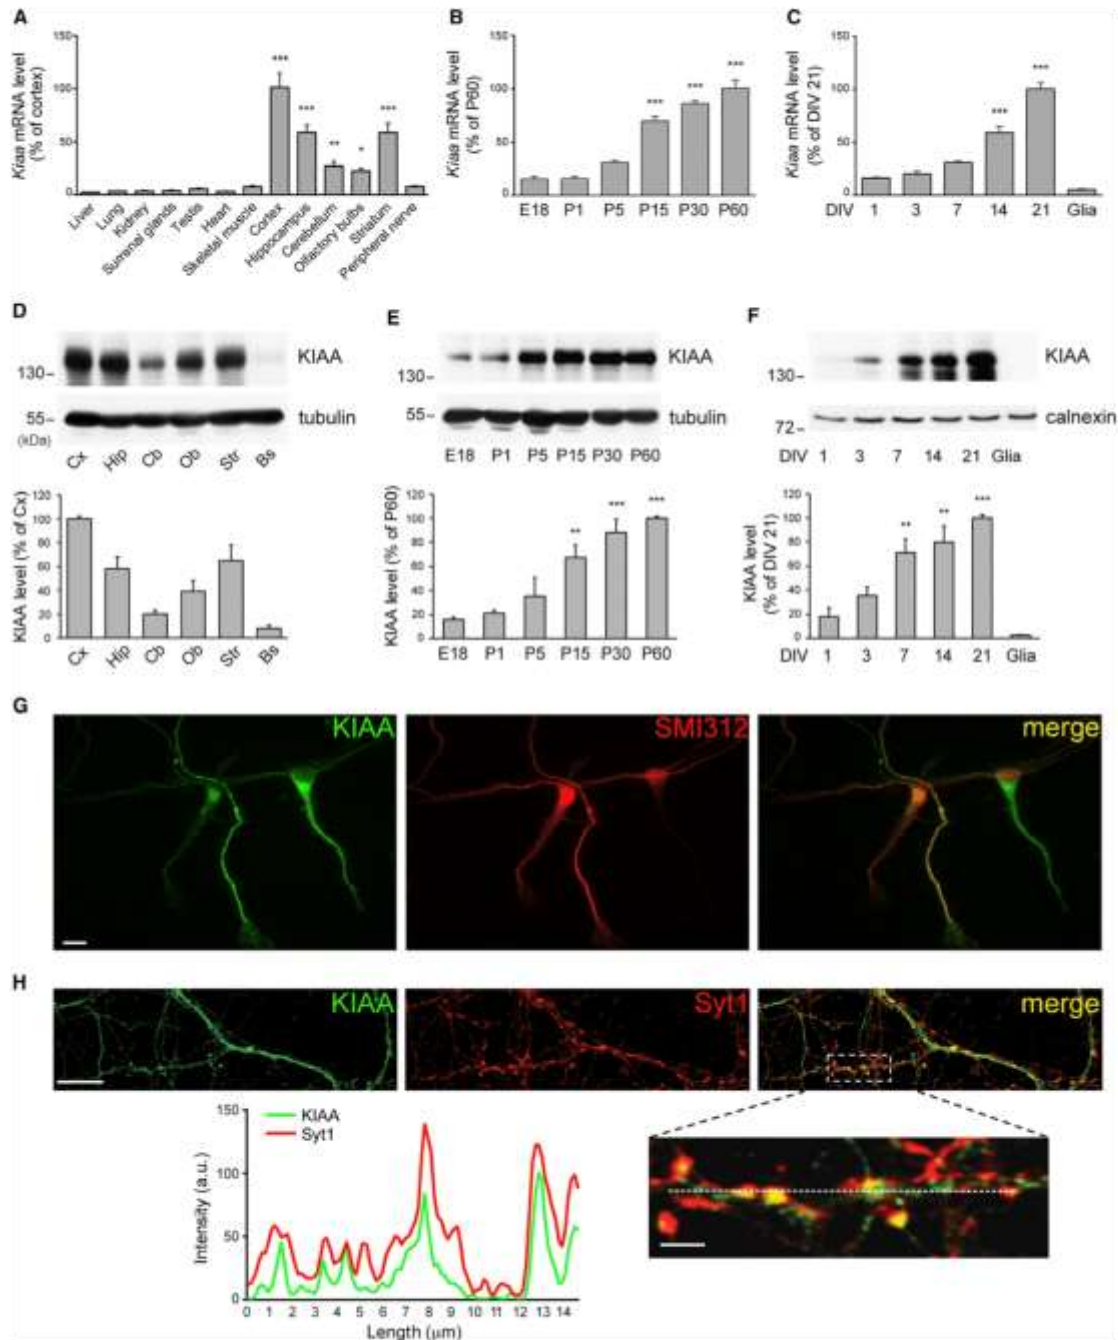 A
Kiaa mRNA level
(% of cortex)
150
100
50
0
Liver
Lung
Kidney
Surrenal glands
Testis
Heart
Skeletal muscle
Cortex
Hippocampus
Cerebellum
Olfactory bulbs
Striatum
Peripheral nerve
***
***
**
*
***
B
Kiaa mRNA level
(% of P60)
150
100
50
0
***
***
***
E18 P1 P5 P15 P30 P60
C
Kiaa mRNA level
(% of DIV 21)
150
100
50
0
***
***
DIV 1 3 7 14 21 Glia
D
KIAA
130
tubulin
55
(kDa)
Cx Hip Cb Ob Str Bs
KIAA level (% of Cx)
120
100
80
60
40
20
0
Cx Hip Cb Ob Str Bs
E
KIAA
130
tubulin
55
E18 P1 P5 P15 P30 P60
KIAA level (% of P60)
120
100
80
60
40
20
0
**
***
***
E18 P1 P5 P15 P30 P60
F
KIAA
130
calnexin
72
DIV 1 3 7 14 21 Glia
KIAA level
(% of DIV 21)
120
100
80
60
40
20
0
**
**
***
DIV 1 3 7 14 21 Glia
G
KIAA
SMI312
merge
H
KIAA
Syt1
merge
KIAA
Syt1
Intensity (a.u.)
150
100
50
0
0 1 2 3 4 5 6 7 8 9 10 11 12 13 14
Length (μm)